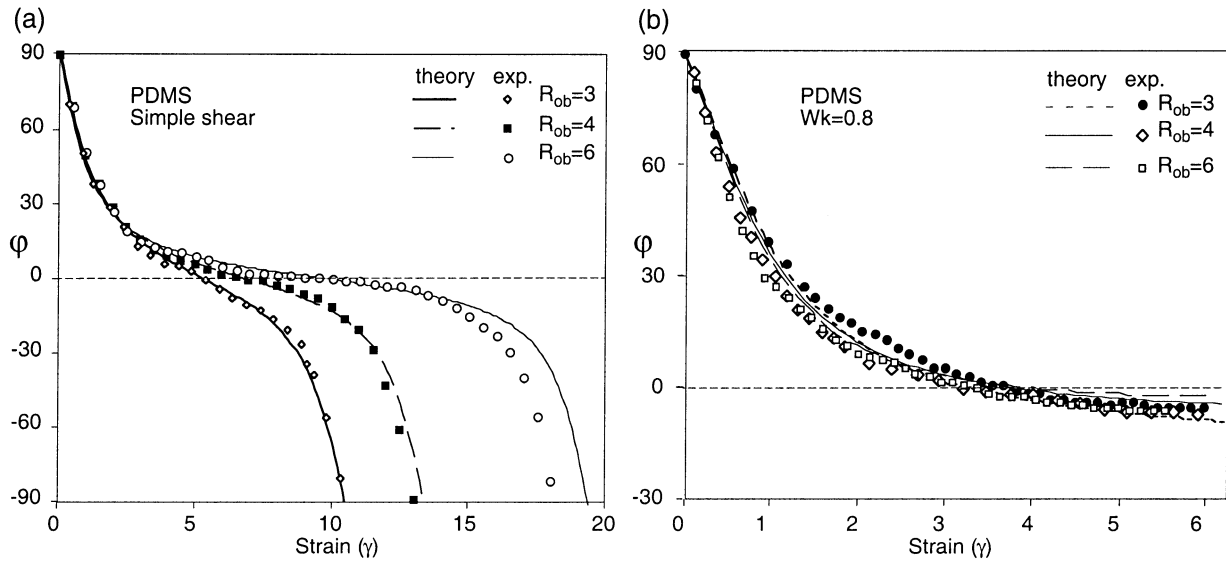 (a)
90
60
30
φ
0
-30
-60
-90
0
5
10
15
20
Strain (γ)
PDMS
Simple shear
theory exp.
R_ob=3
R_ob=4
R_ob=6
(b)
90
60
30
φ
0
-30
0
1
2
3
4
5
6
Strain (γ)
PDMS
Wk=0.8
theory exp.
R_ob=3
R_ob=4
R_ob=6